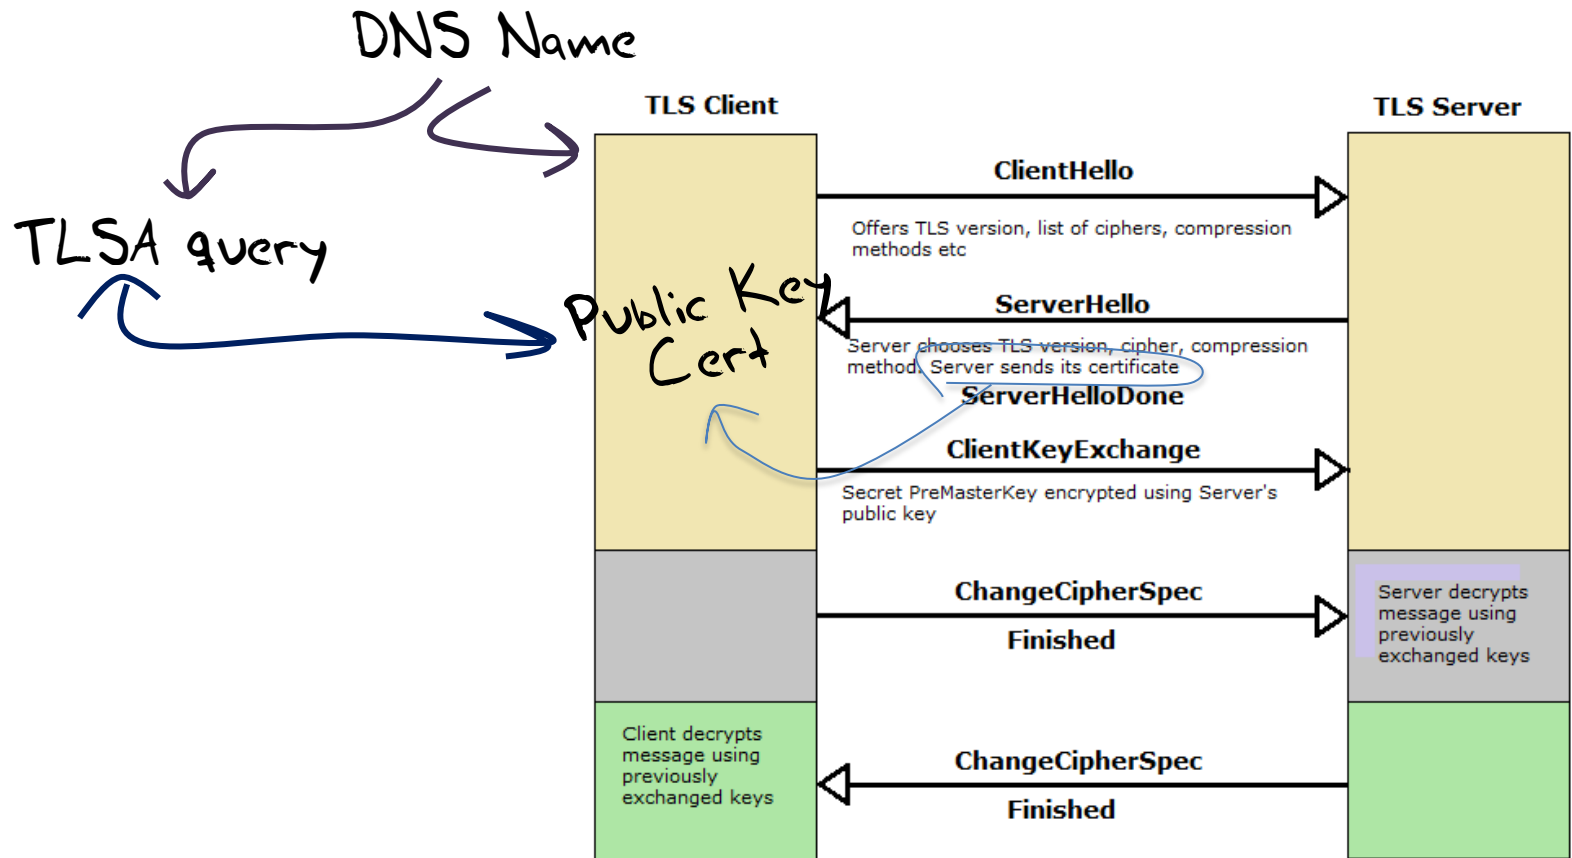 DNS Name
TLS Client
TLS Server
ClientHello
Offers TLS version, list of ciphers, compression
methods etc
TLSA query
Public Key
Cert
ServerHello
Server chooses TLS version, cipher, compression
method. Server sends its certificate
ServerHelloDone
ClientKeyExchange
Secret PreMasterKey encrypted using Server's
public key
ChangeCipherSpec
Finished
Server decrypts
message using
previously
exchanged keys
Client decrypts
message using
previously
exchanged keys
ChangeCipherSpec
Finished